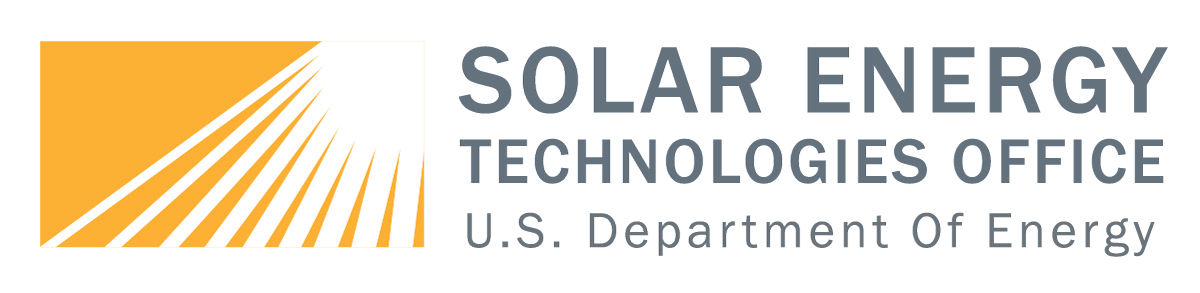 SOLAR ENERGY
TECHNOLOGIES OFFICE
U.S. Department Of Energy